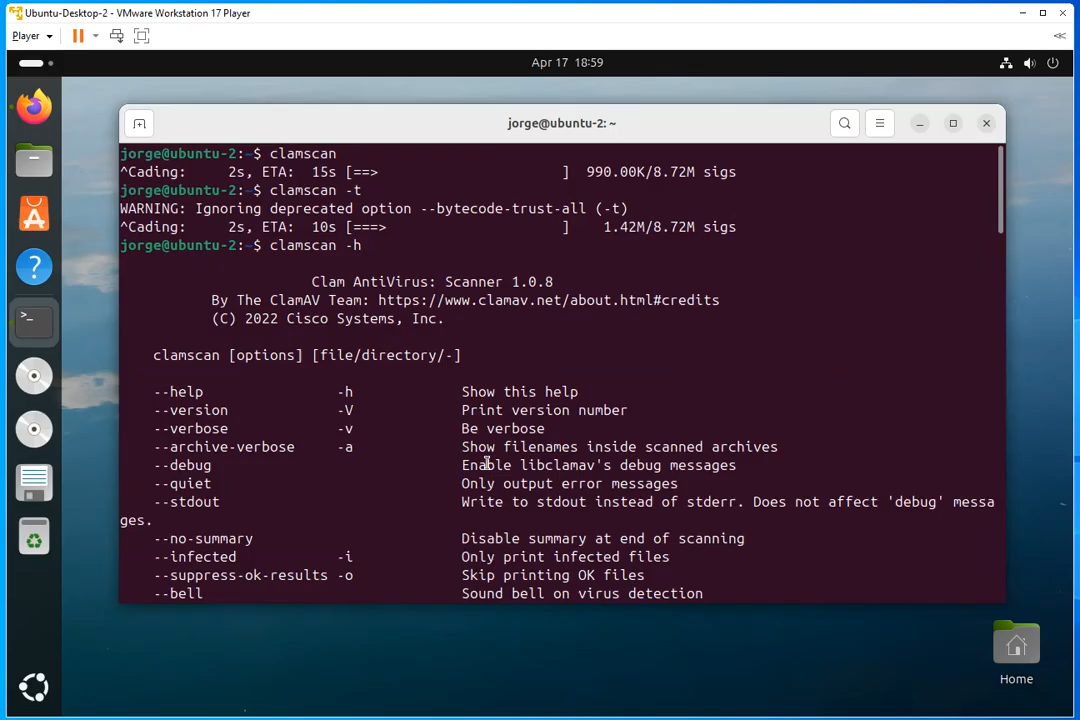 Ubuntu-Desktop-2 - VMware Workstation 17 Player
Player
Apr 17 18:59
jorge@ubuntu-2: ~
jorge@ubuntu-2:~$ clamscan
^Cading:     2s, ETA:  15s [==>                      ]  990.00K/8.72M sigs
jorge@ubuntu-2:~$ clamscan -t
WARNING: Ignoring deprecated option --bytecode-trust-all (-t)
^Cading:     2s, ETA:  10s [===>                     ]    1.42M/8.72M sigs
jorge@ubuntu-2:~$ clamscan -h
Clam AntiVirus: Scanner 1.0.8
By The ClamAV Team: https://www.clamav.net/about.html#credits
(C) 2022 Cisco Systems, Inc.
clamscan [options] [file/directory/-]
--help                -h             Show this help
--version             -V             Print version number
--verbose             -v             Be verbose
--archive-verbose     -a             Show filenames inside scanned archives
--debug                              Enable libclamav's debug messages
--quiet                              Only output error messages
--stdout                             Write to stdout instead of stderr. Does not affect 'debug' messa
ges.
--no-summary                         Disable summary at end of scanning
--infected            -i             Only print infected files
--suppress-ok-results -o             Skip printing OK files
--bell                               Sound bell on virus detection
Home